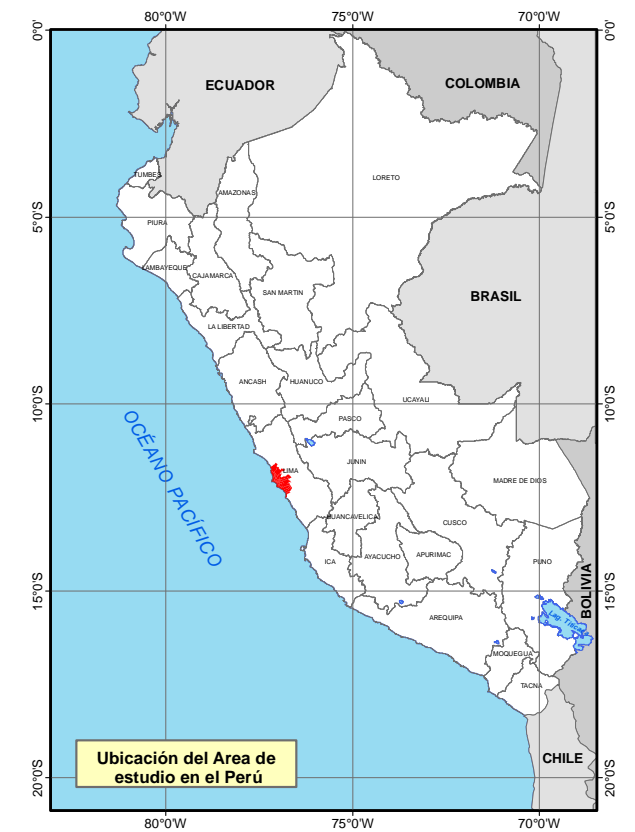 80°0'W 75°0'W 70°0'W
0°0' 0°0'
ECUADOR
COLOMBIA
TUMBES
LORETO
AMAZONAS
5°0'S 5°0'S
PIURA
LAMBAYEQUE
CAJAMARCA
SAN MARTIN
BRASIL
LA LIBERTAD
ANCASH
HUANUCO
UCAYALI
10°0'S 10°0'S
PASCO
OCÉANO PACÍFICO
LIMA
JUNIN
MADRE DE DIOS
HUANCAVELICA
CUSCO
ICA
AYACUCHO
APURIMAC
PUNO
BOLIVIA
15°0'S 15°0'S
AREQUIPA
MOQUEGUA
TACNA
Ubicación del Area de
estudio en el Perú
CHILE
20°0'S 20°0'S
80°0'W 75°0'W 70°0'W